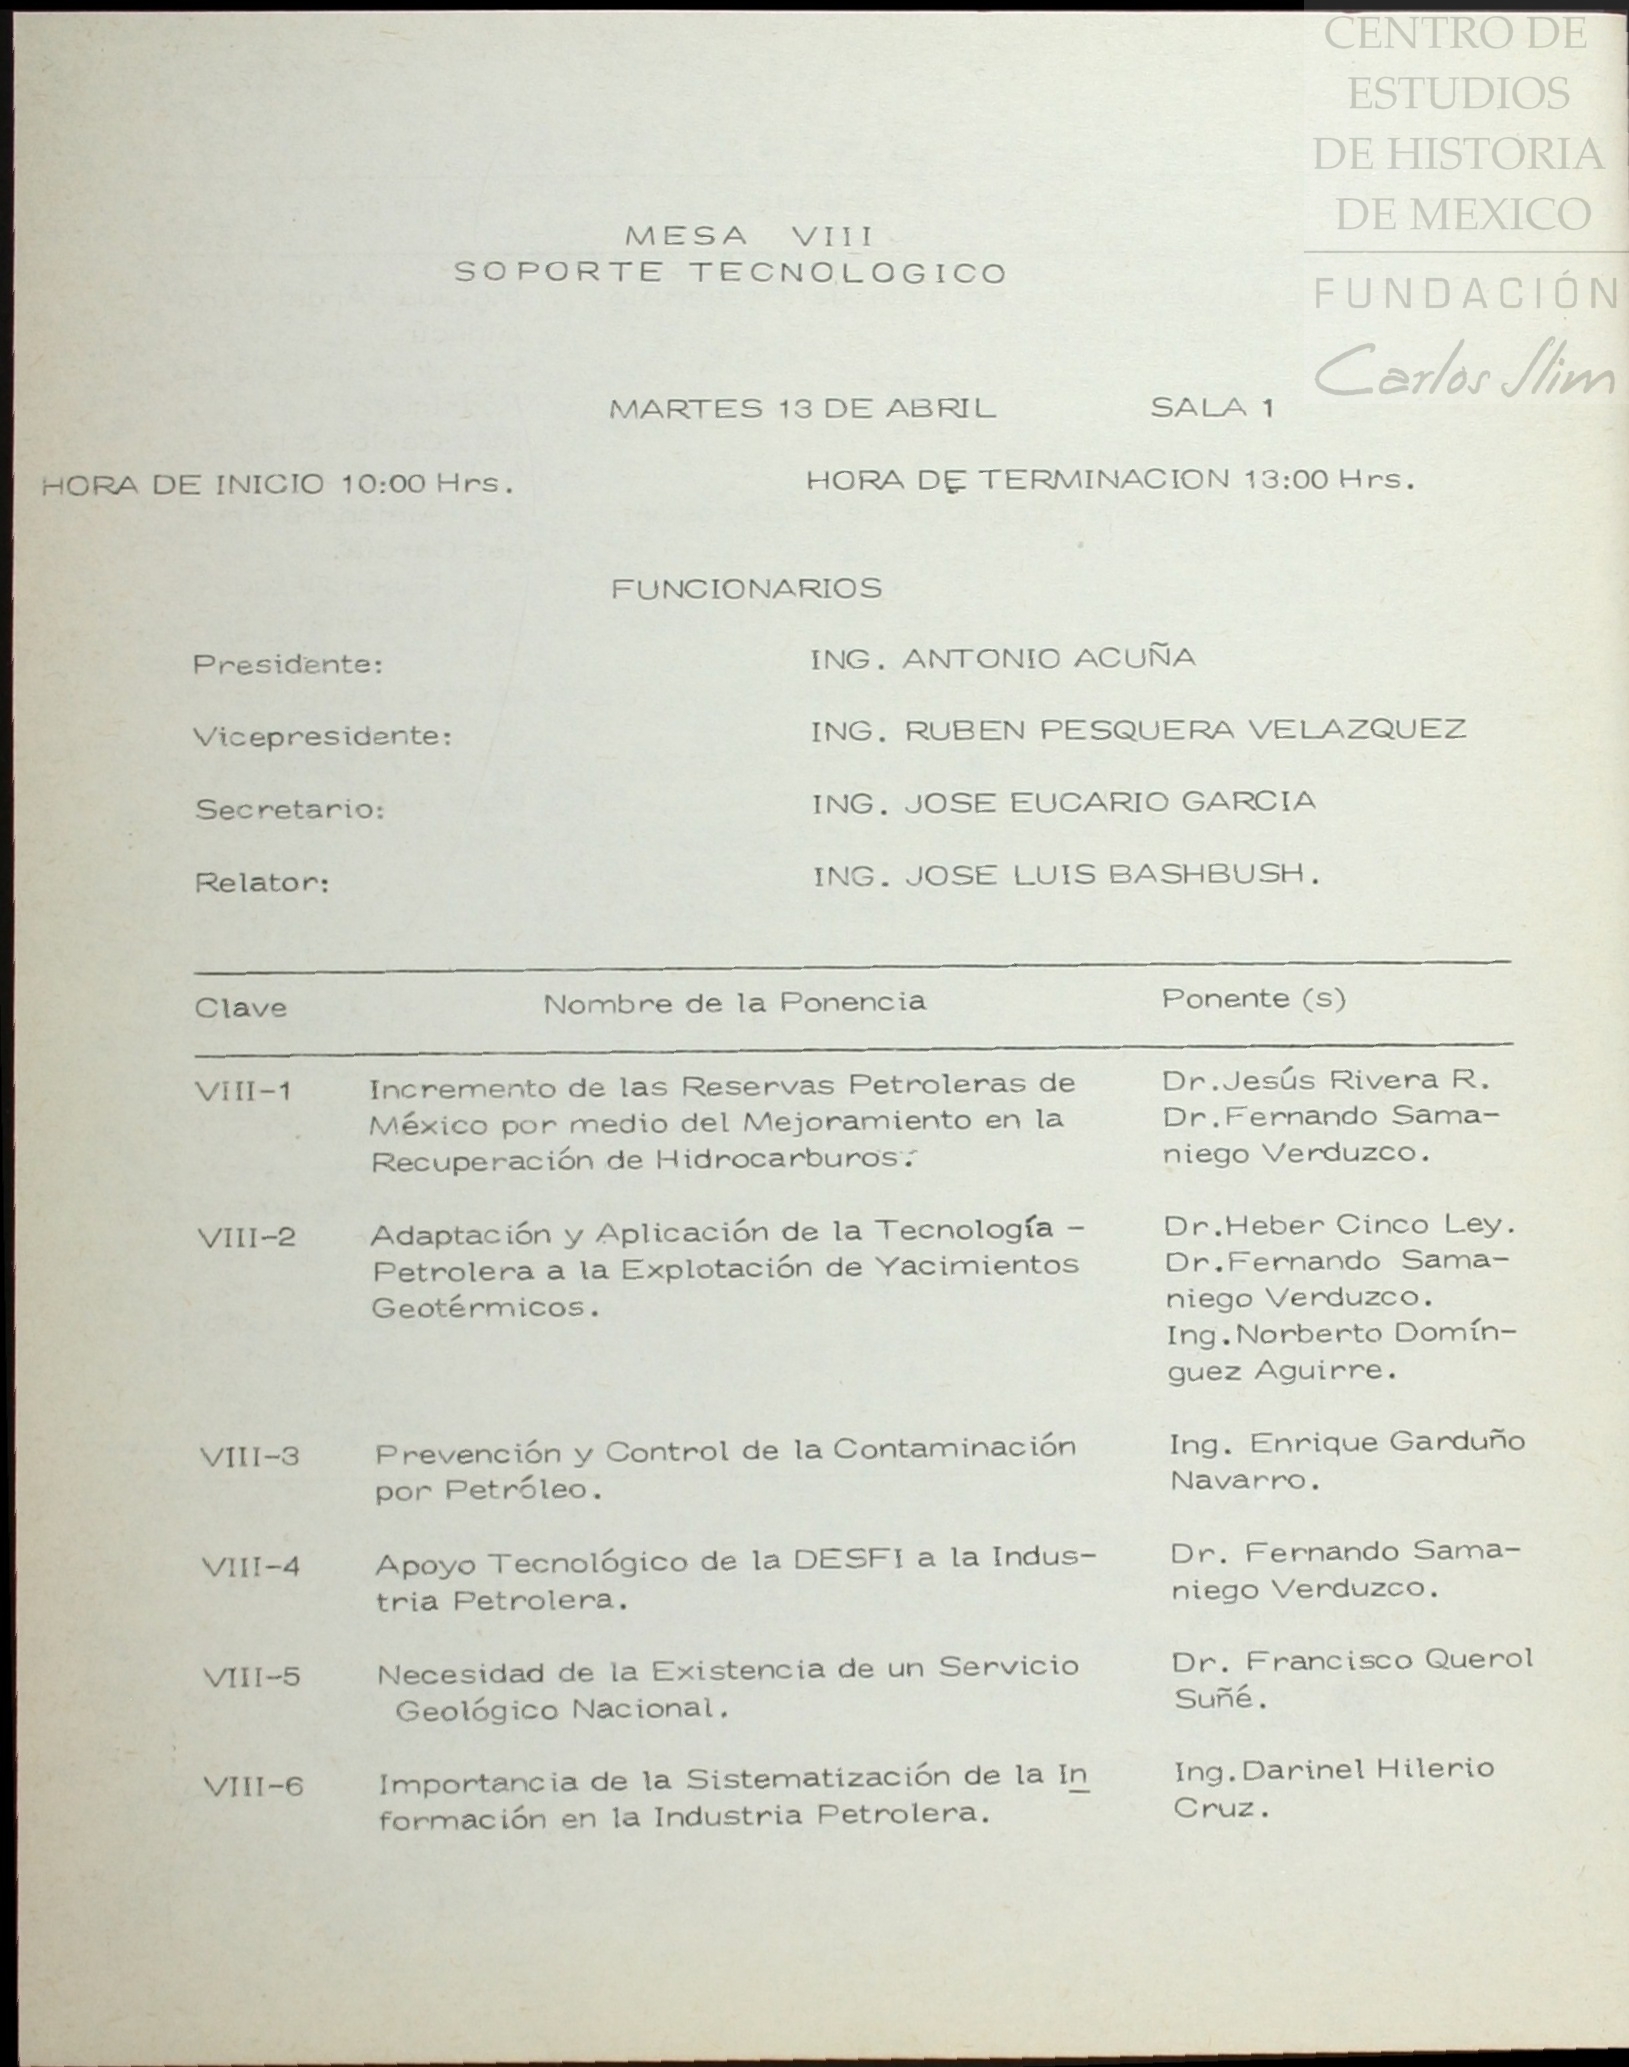 CENTRO DE
ESTUDIOS
DE HISTORIA
DE MEXICO
FUNDACIÓN
Carlos Slim
MESA VIII
SOPORTE TECNOLOGICO
MARTES 13 DE ABRIL SALA 1
HORA DE INICIO 10:00 Hrs. HORA DE TERMINACION 13:00 Hrs.
FUNCIONARIOS
Presidente: ING. ANTONIO ACUÑA
Vicepresidente: ING. RUBEN PESQUERA VELAZQUEZ
Secretario: ING. JOSE EUCARIO GARCIA
Relator: ING. JOSE LUIS BASHBUSH.
Clave Nombre de la Ponencia Ponente (s)
VIII-1 Incremento de las Reservas Petroleras de Dr.Jesús Rivera R.
México por medio del Mejoramiento en la Dr.Fernando Sama-
Recuperación de Hidrocarburos. niego Verduzco.
VIII-2 Adaptación y Aplicación de la Tecnología - Dr.Heber Cinco Ley.
Petrolera a la Explotación de Yacimientos Dr.Fernando Sama-
Geotérmicos. niego Verduzco.
Ing.Norberto Domín-
guez Aguirre.
VIII-3 Prevención y Control de la Contaminación Ing. Enrique Garduño
por Petróleo. Navarro.
VIII-4 Apoyo Tecnológico de la DESFI a la Indus- Dr. Fernando Sama-
tria Petrolera. niego Verduzco.
VIII-5 Necesidad de la Existencia de un Servicio Dr. Francisco Querol
Geológico Nacional. Suñé.
VIII-6 Importancia de la Sistematización de la In Ing.Darinel Hilerio
formación en la Industria Petrolera. Cruz.